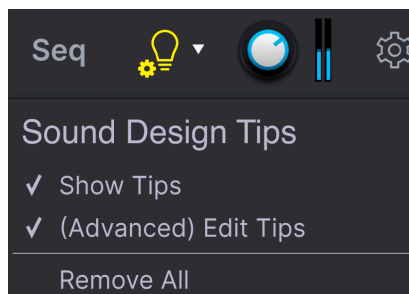 Seq
Sound Design Tips
✓ Show Tips
✓ (Advanced) Edit Tips
Remove All